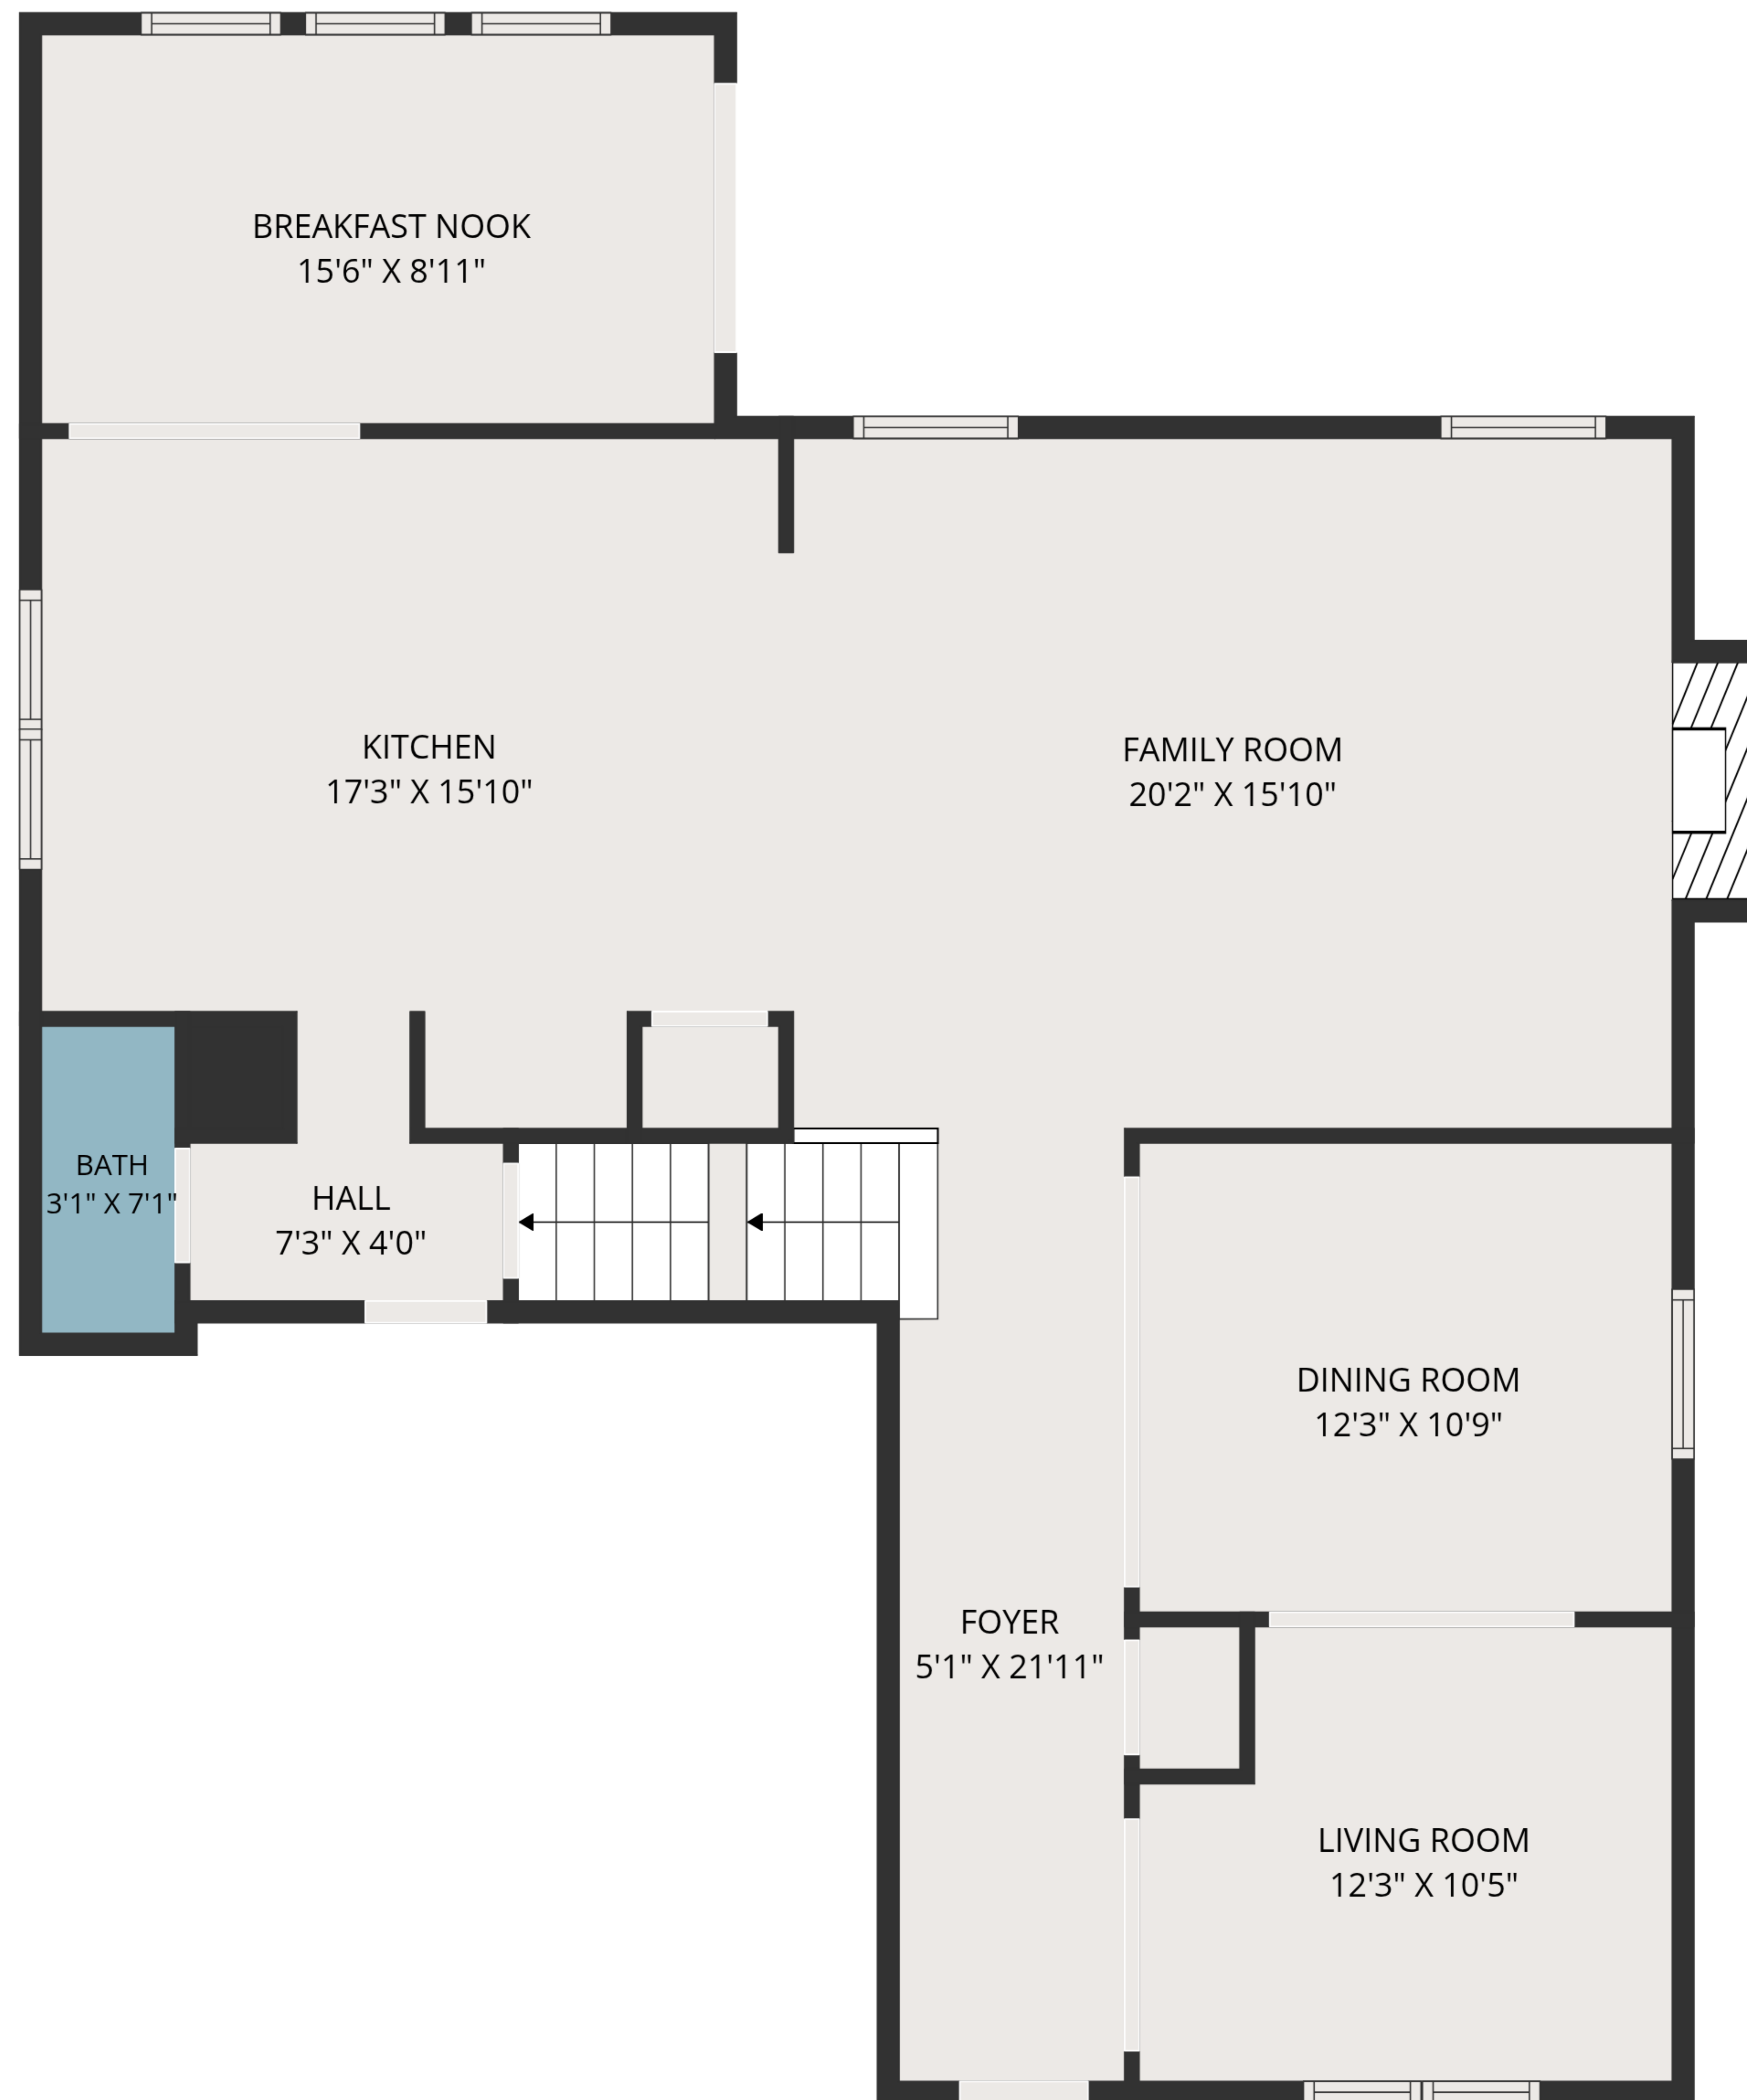 BREAKFAST NOOK
15'6" X 8'11"
KITCHEN
17'3" X 15'10"
FAMILY ROOM
20'2" X 15'10"
BATH
3'1" X 7'1"
HALL
7'3" X 4'0"
DINING ROOM
12'3" X 10'9"
FOYER
5'1" X 21'11"
LIVING ROOM
12'3" X 10'5"